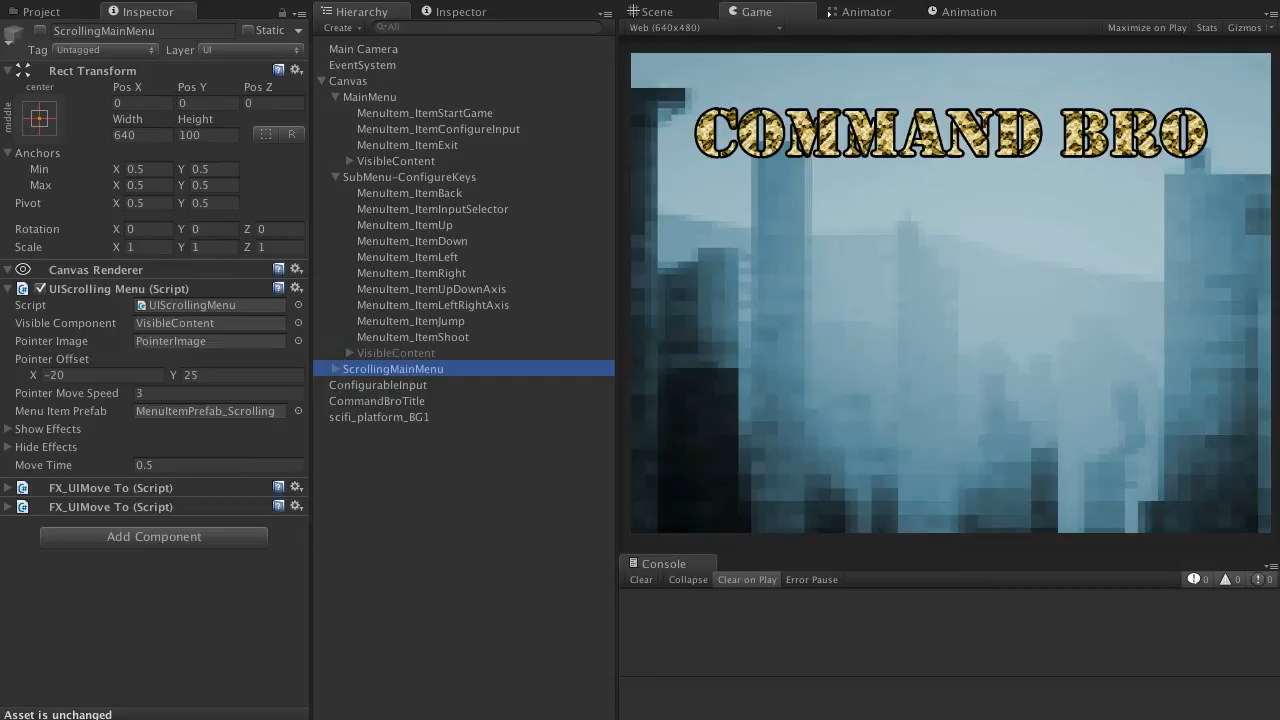 Project
Inspector
ScrollingMainMenu
Static
Tag Untagged Layer UI
Rect Transform
center
middle
Pos X Pos Y Pos Z
0 0 0
Width Height
640 100
R
Anchors
Min X 0.5 Y 0.5
Max X 0.5 Y 0.5
Pivot X 0.5 Y 0.5
Rotation X 0 Y 0 Z 0
Scale X 1 Y 1 Z 1
Canvas Renderer
UIScrolling Menu (Script)
Script UIScrollingMenu
Visible Component VisibleContent
Pointer Image PointerImage
Pointer Offset
X -20 Y 25
Pointer Move Speed 3
Menu Item Prefab MenuItemPrefab_Scrolling
Show Effects
Hide Effects
Move Time 0.5
FX_UIMove To (Script)
FX_UIMove To (Script)
Add Component
Asset is unchanged
Hierarchy
Inspector
Create All
Main Camera
EventSystem
Canvas
MainMenu
MenuItem_ItemStartGame
MenuItem_ItemConfigureInput
MenuItem_ItemExit
VisibleContent
SubMenu-ConfigureKeys
MenuItem_ItemBack
MenuItem_ItemInputSelector
MenuItem_ItemUp
MenuItem_ItemDown
MenuItem_ItemLeft
MenuItem_ItemRight
MenuItem_ItemUpDownAxis
MenuItem_ItemLeftRightAxis
MenuItem_ItemJump
MenuItem_ItemShoot
VisibleContent
ScrollingMainMenu
ConfigurableInput
CommandBroTitle
scifi_platform_BG1
Scene
Game
Animator
Animation
Web (640x480)
Maximize on Play Stats Gizmos
COMMAND BRO
Console
Clear Collapse Clear on Play Error Pause
0 0 0